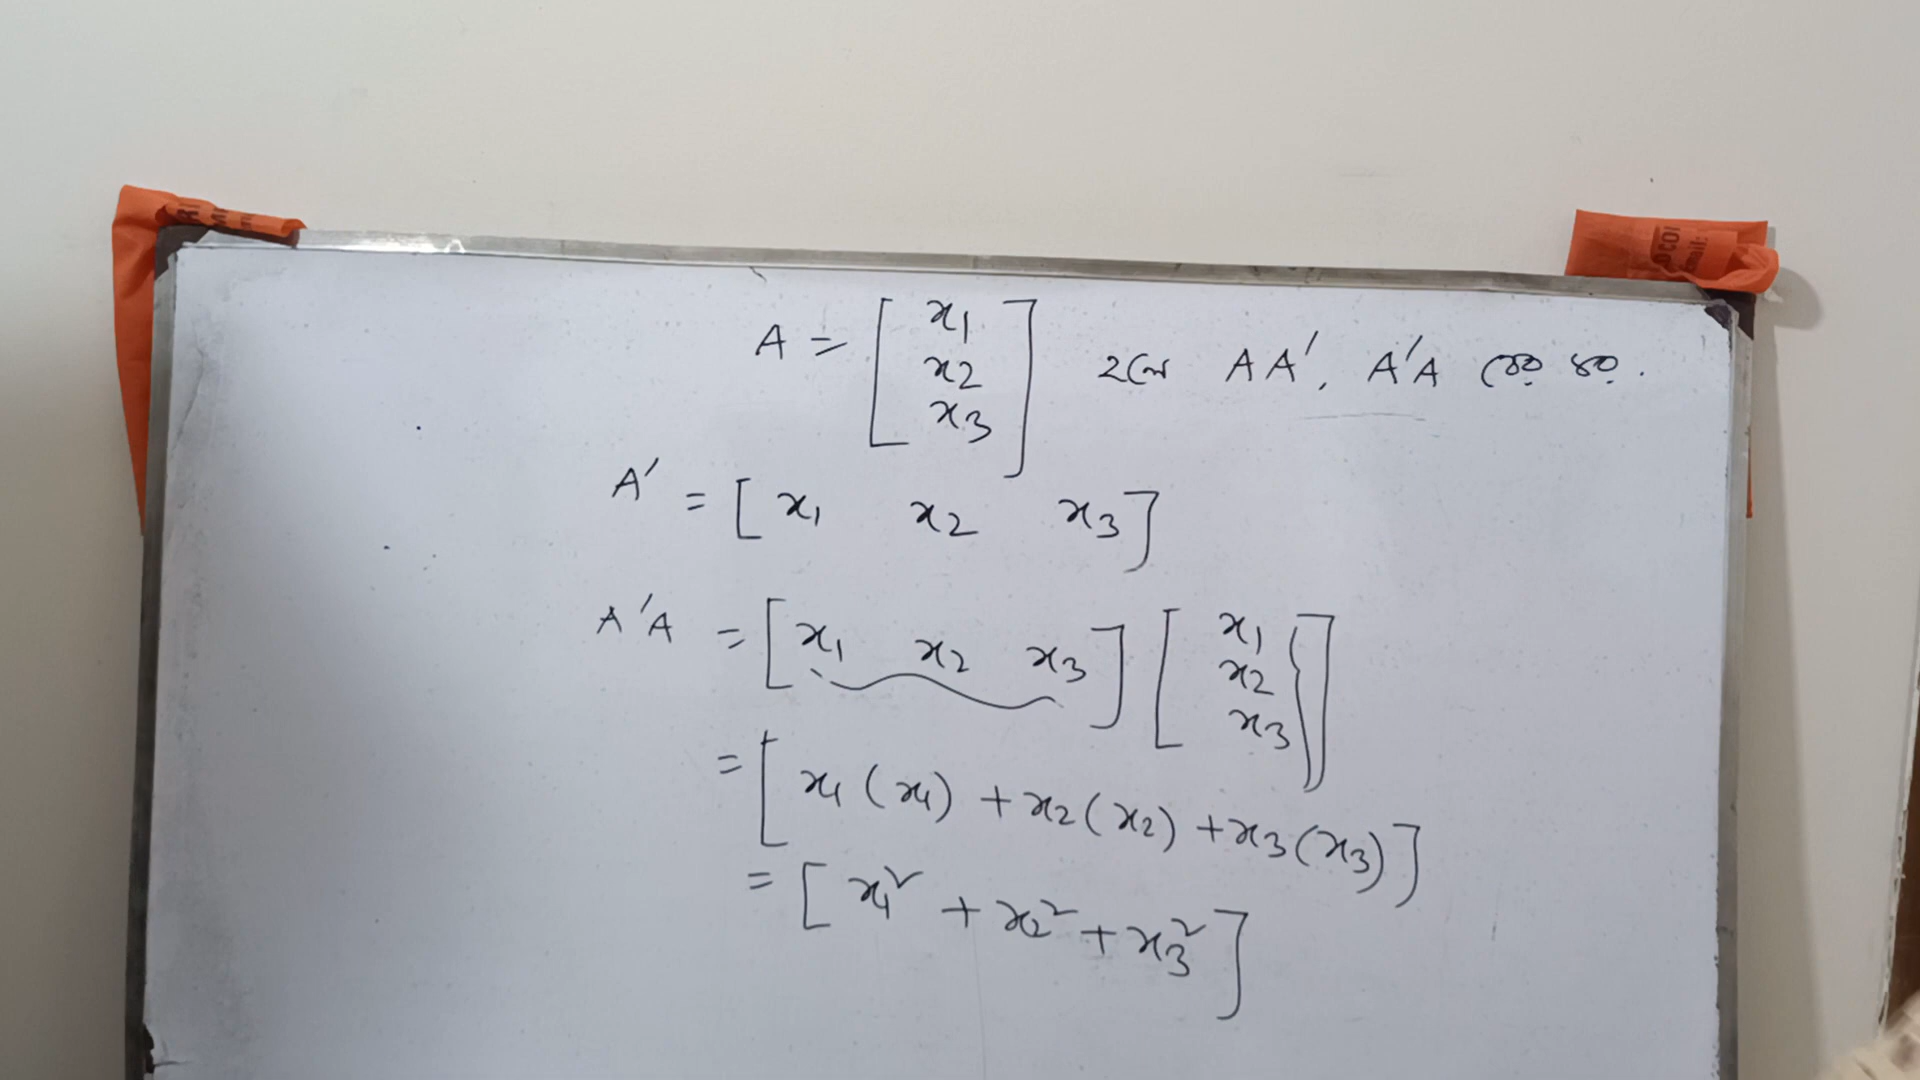 A = [ x1 x2 x3 ] হলে AA', A'A বের কর.
A' = [ x1 x2 x3 ]
A'A = [ x1 x2 x3 ] [ x1 x2 x3 ]
= [ x1 (x1) + x2 (x2) + x3 (x3) ]
= [ x1² + x2² + x3² ]